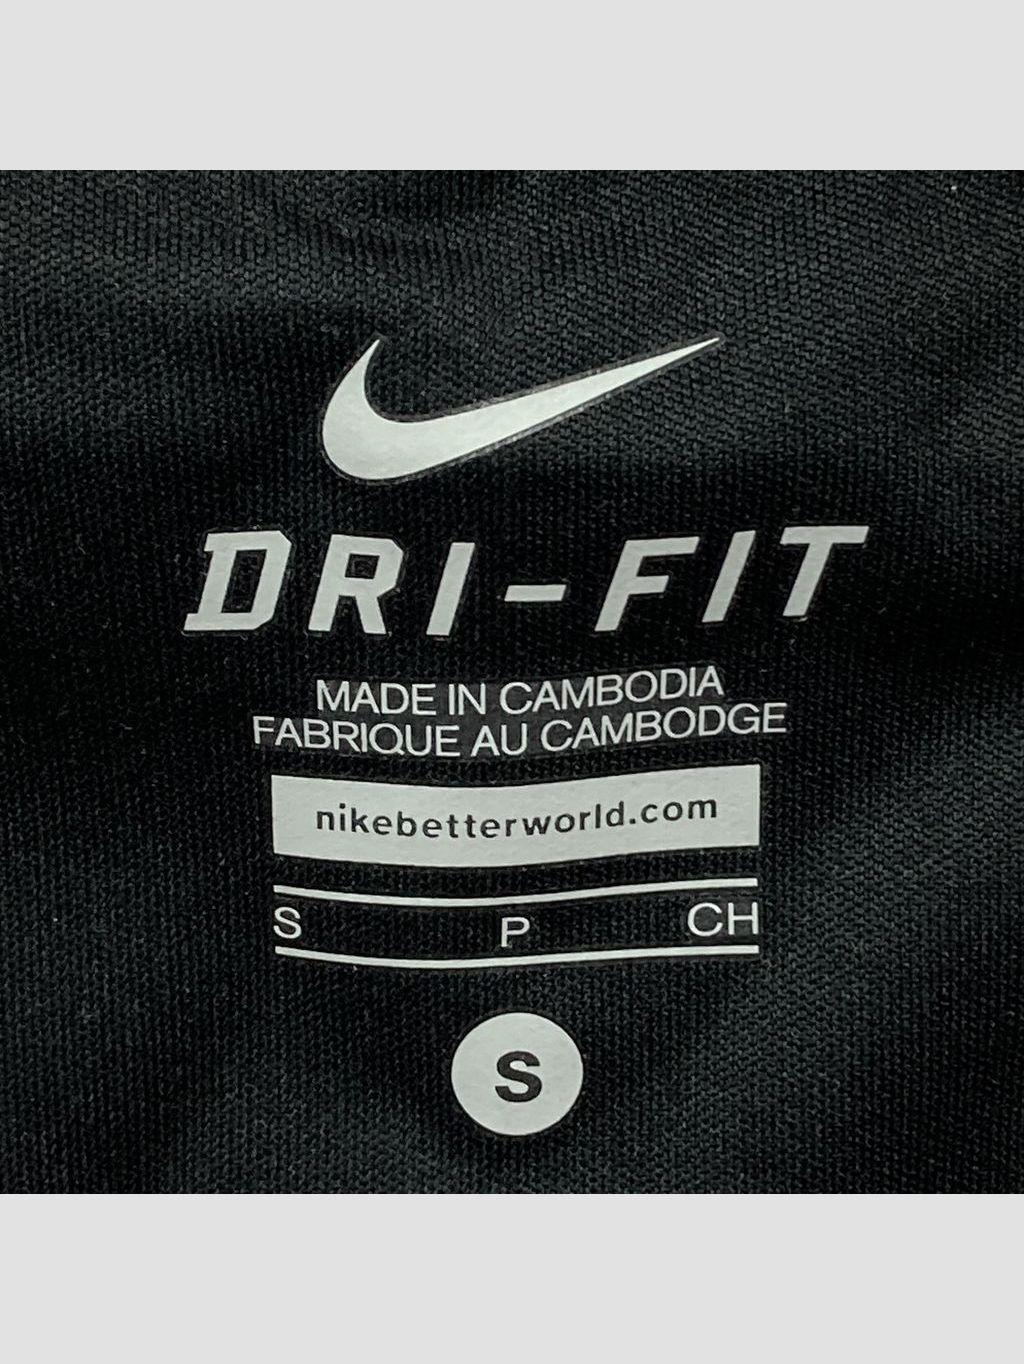 DRI-FIT
MADE IN CAMBODIA
FABRIQUE AU CAMBODGE
nikebetterworld.com
S P CH
S